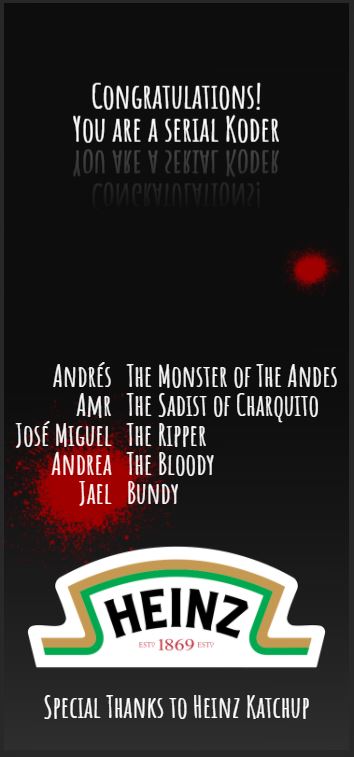 Congratulations!
You are a serial Koder
Andrés The Monster of The Andes
Amr The Sadist of Charquito
José Miguel The Ripper
Andrea The Bloody
Jael Bundy
HEINZ
ESTD 1869 ESTD
Special Thanks to Heinz Katchup